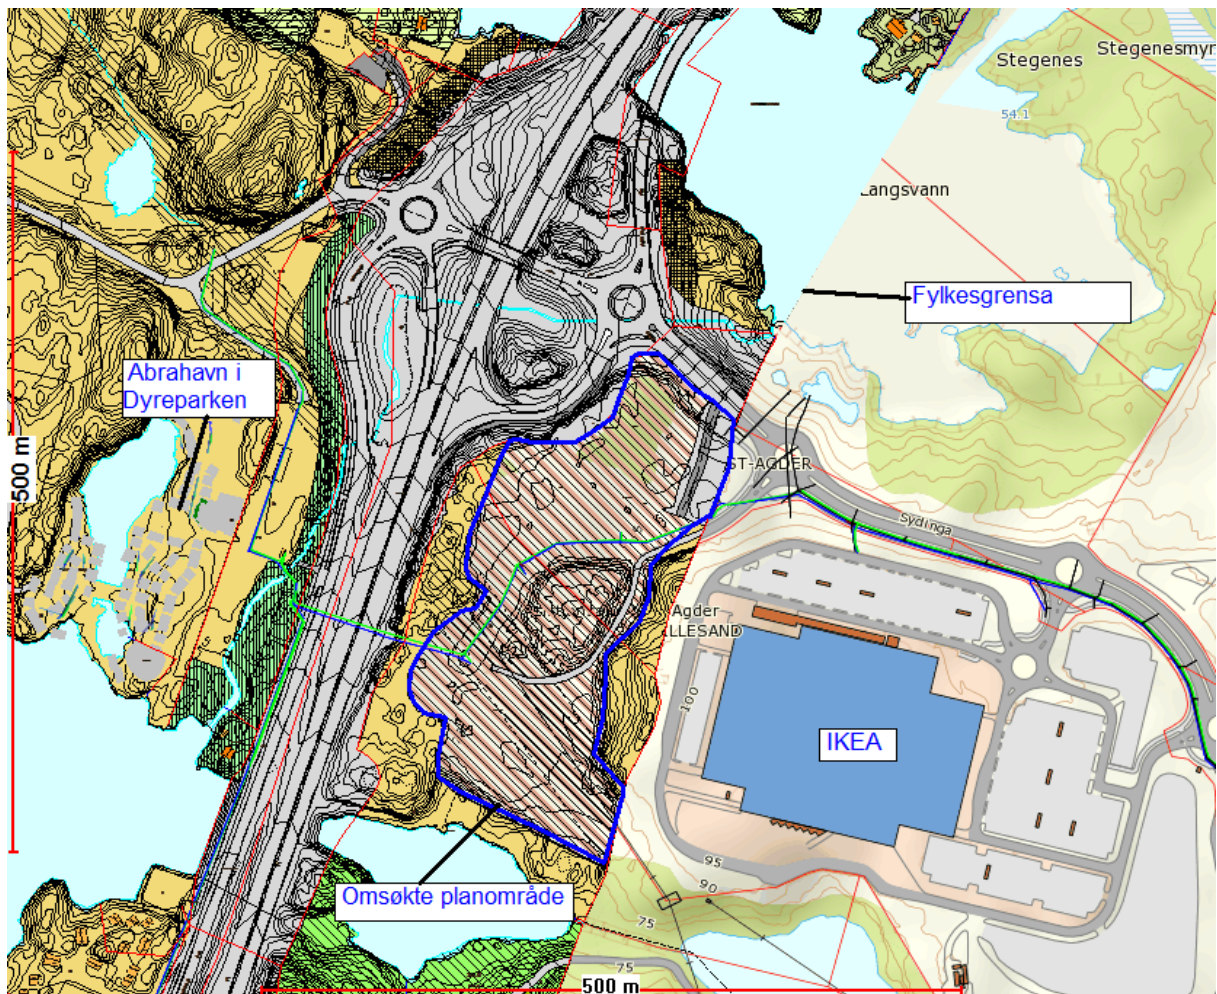 Stegenes
Stegenesmyr
54.1
Langsvann
Fylkesgrensa
Abrahavn i
Dyreparken
500 m
ST-AGDER
Sydinga
Agder
LLESAND
100
IKEA
95
90
Omsøkte planområde
75
75
500 m